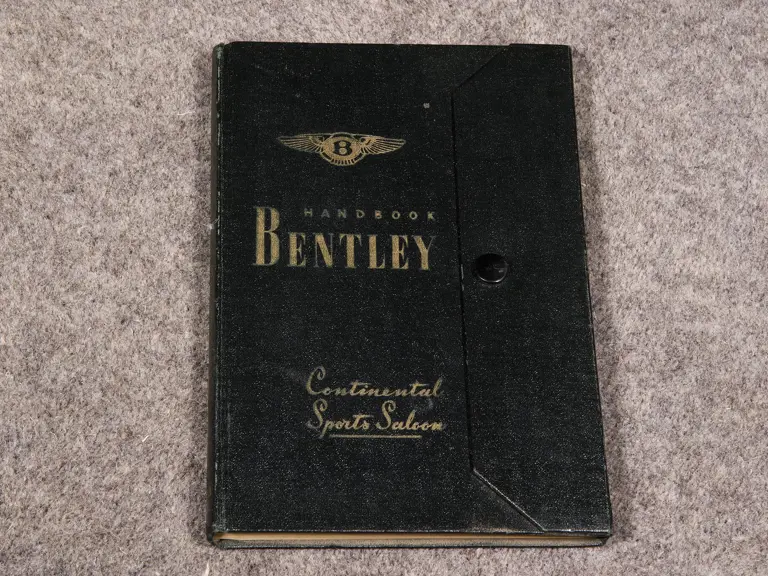 B
HANDBOOK
BENTLEY
Continental
Sports Saloon